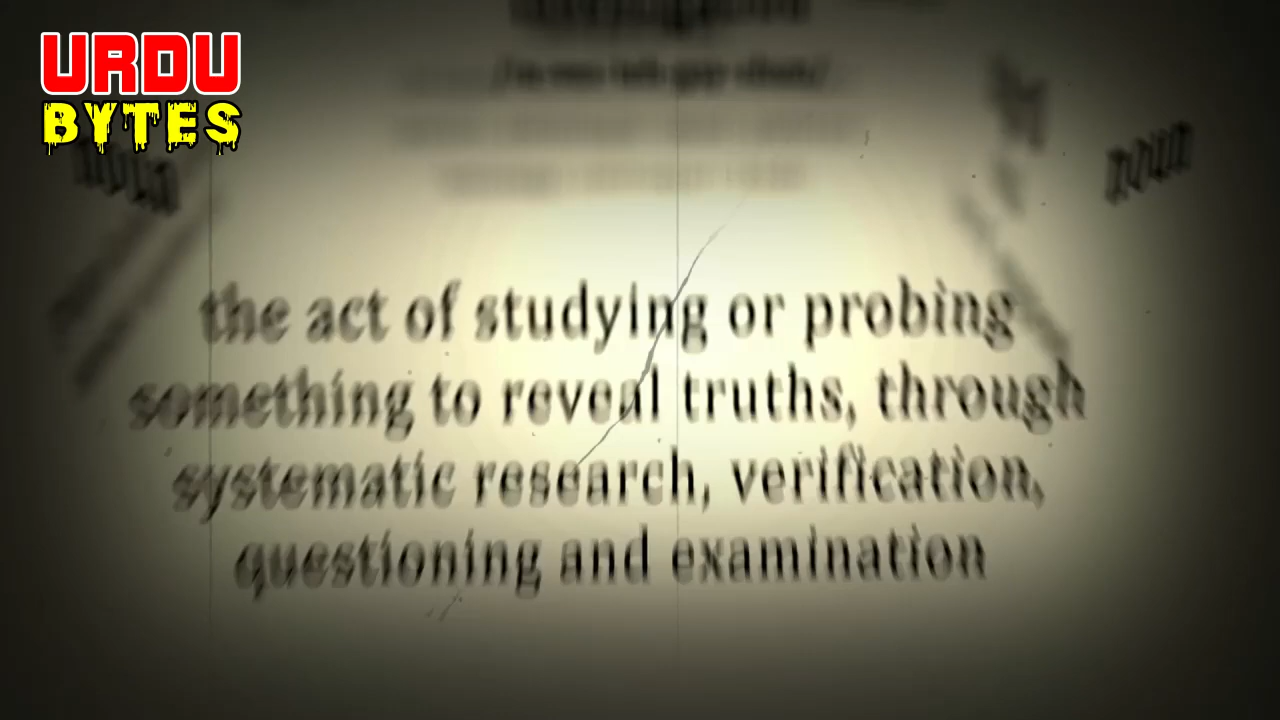 URDU
BYTES
noun
the act of studying or probing
something to reveal truths, through
systematic research, verification,
questioning and examination